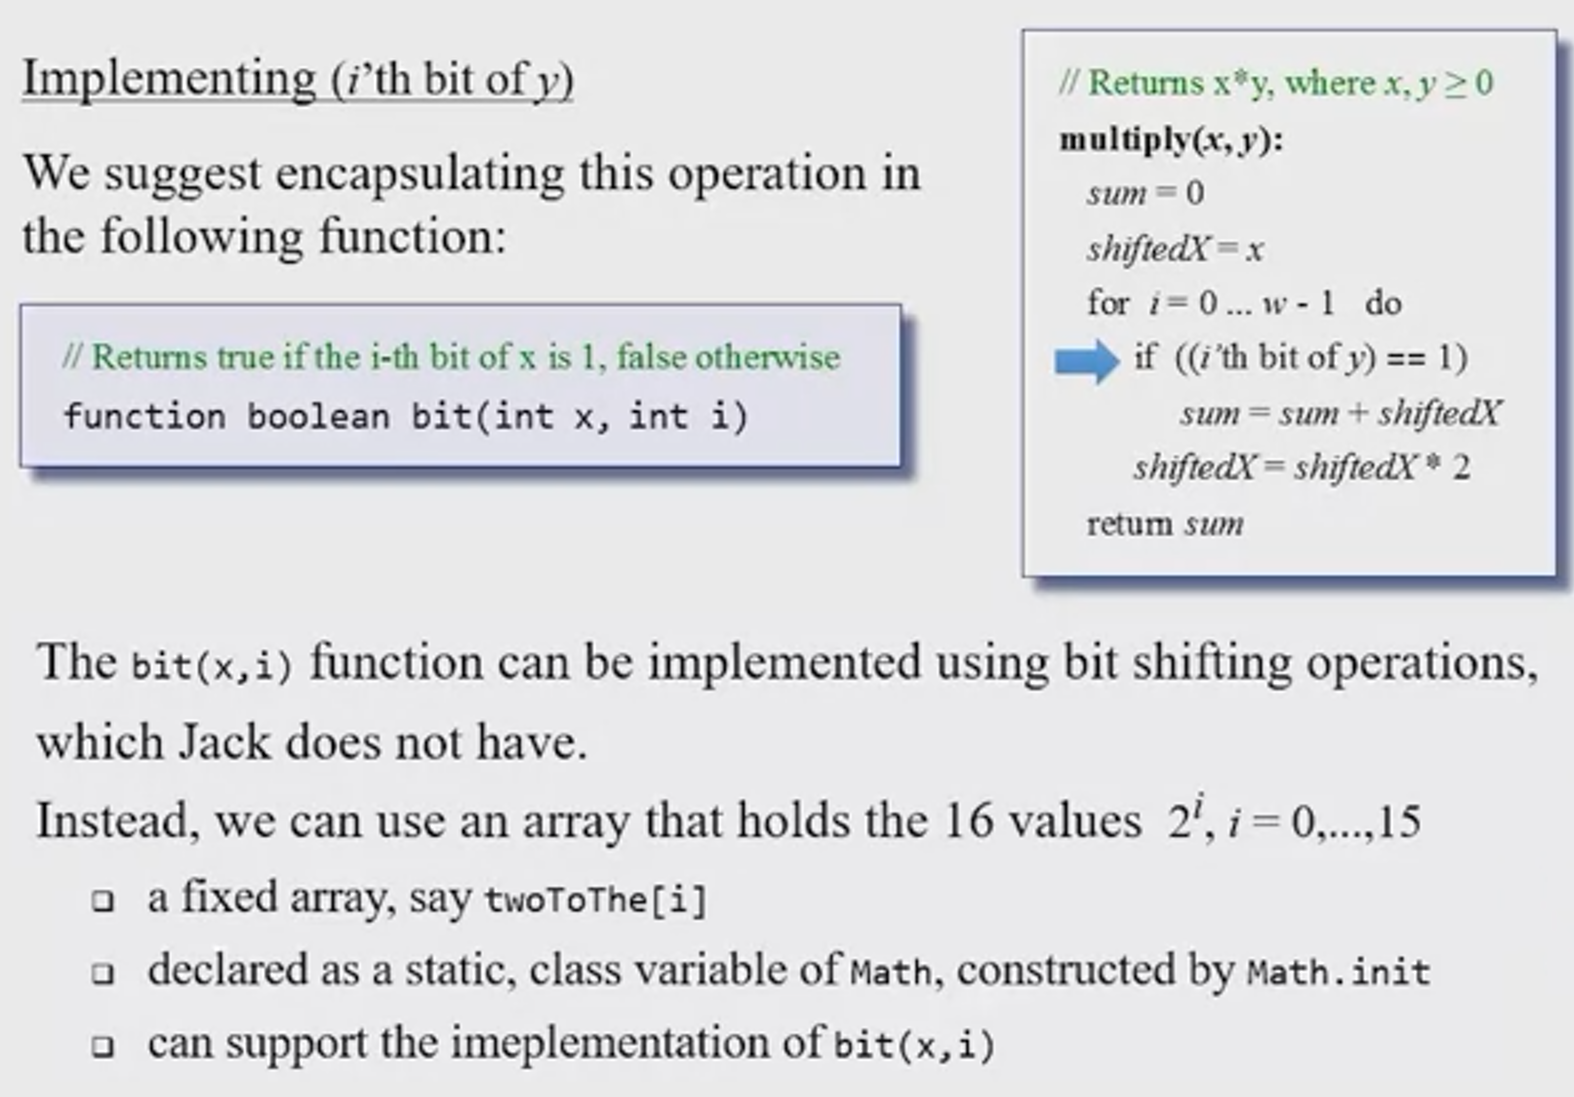 Implementing (i’th bit of y)
We suggest encapsulating this operation in
the following function:
// Returns true if the i-th bit of x is 1, false otherwise
function boolean bit(int x, int i)
// Returns x*y, where x, y ≥ 0
multiply(x, y):
sum = 0
shiftedX = x
for i = 0 ... w - 1 do
if ((i’th bit of y) == 1)
sum = sum + shiftedX
shiftedX = shiftedX * 2
return sum
The bit(x,i) function can be implemented using bit shifting operations,
which Jack does not have.
Instead, we can use an array that holds the 16 values 2^i, i = 0,...,15
❑ a fixed array, say twoToThe[i]
❑ declared as a static, class variable of Math, constructed by Math.init
❑ can support the imeplementation of bit(x,i)